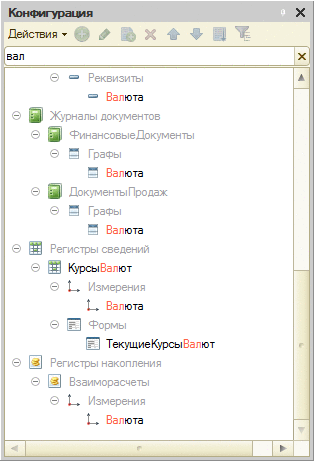 Конфигурация
Действия
вал
Реквизиты
Валюта
Журналы документов
ФинансовыеДокументы
Графы
Валюта
ДокументыПродаж
Графы
Валюта
Регистры сведений
КурсыВалют
Измерения
Валюта
Формы
ТекущиеКурсыВалют
Регистры накопления
Взаиморасчеты
Измерения
Валюта